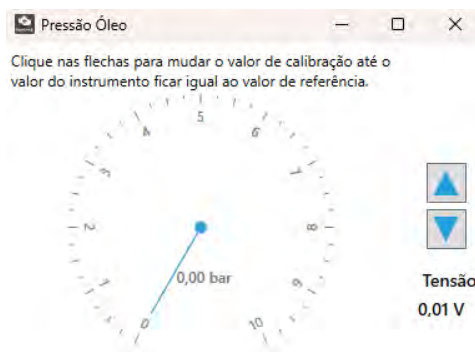 Pressão Óleo
Clique nas flechas para mudar o valor de calibração até o
valor do instrumento ficar igual ao valor de referência.
0
1
2
3
4
5
6
7
8
9
10
0,00 bar
Tensão
0,01 V